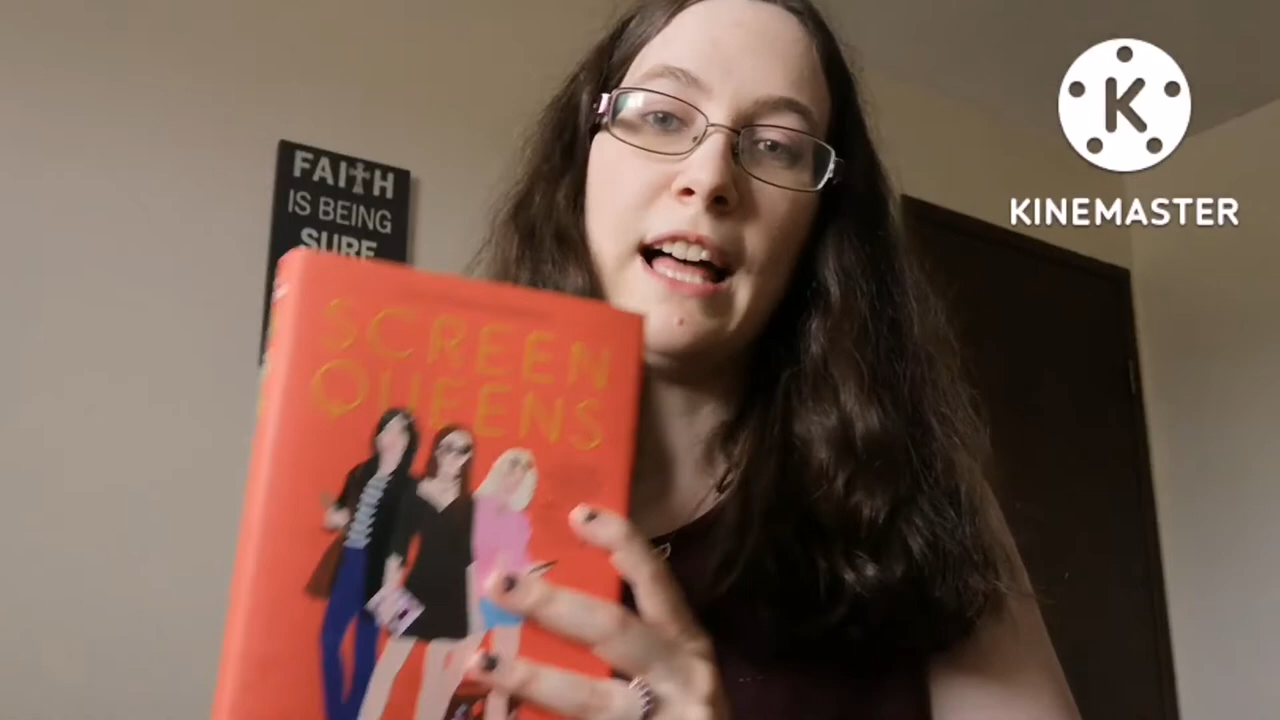 FAITH
IS BEING
SURE
SCREEN
QUEENS
K
KINEMASTER